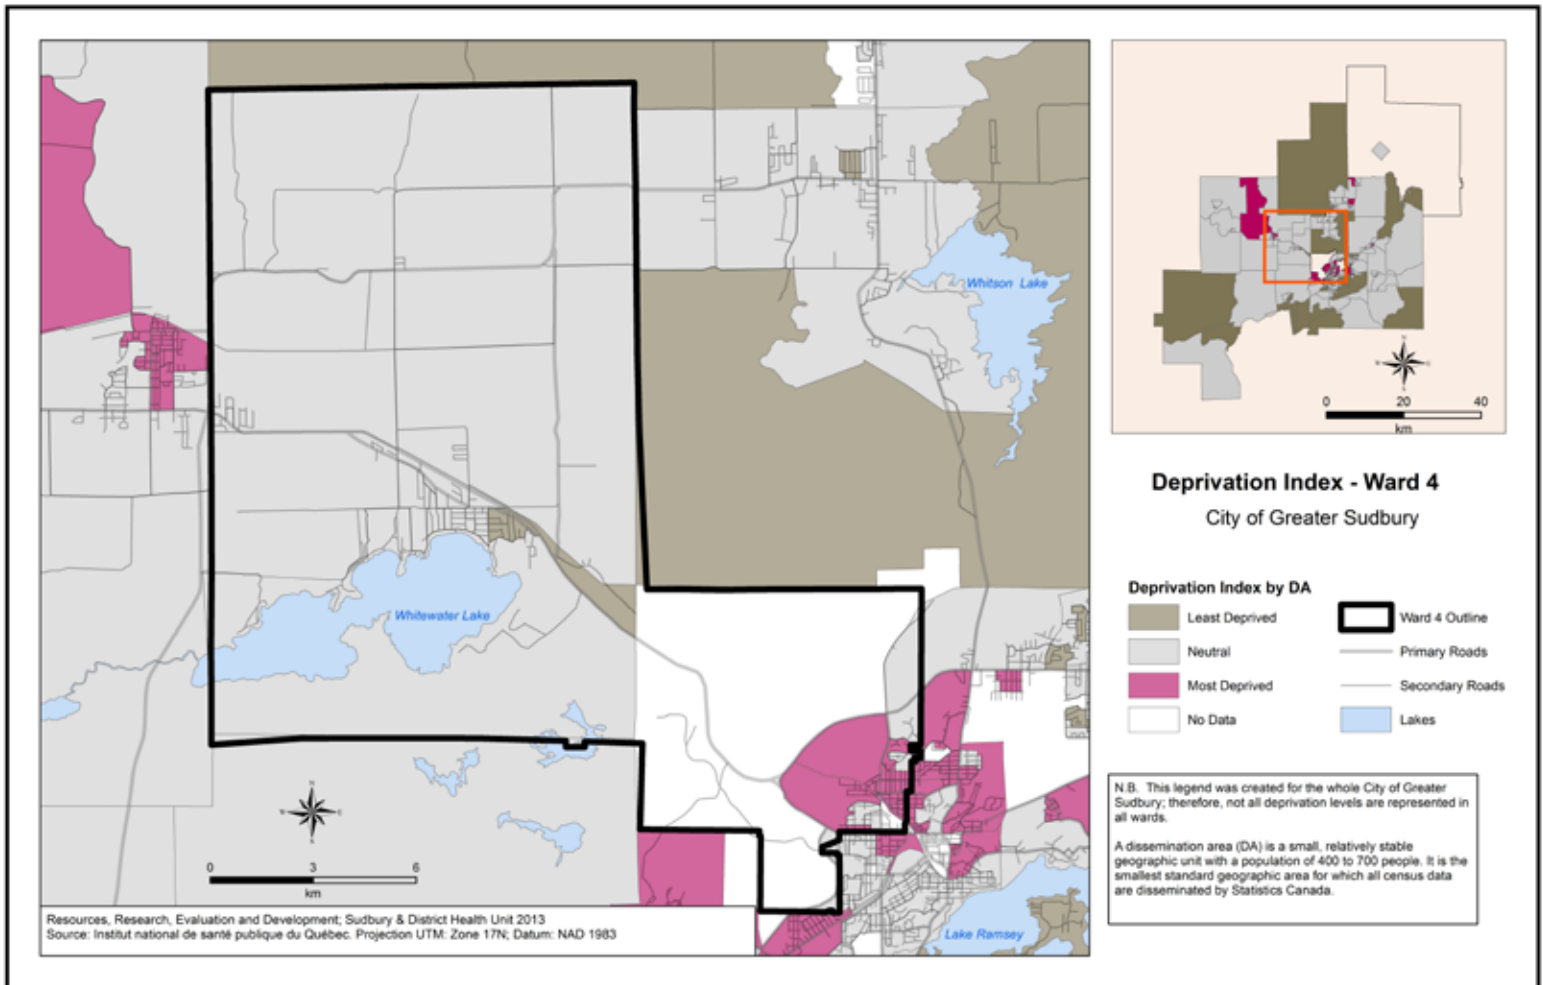 Whitson Lake
Whitewater Lake
Lake Ramsey
N
W
E
S
0 3 6
km
Resources, Research, Evaluation and Development; Sudbury & District Health Unit 2013
Source: Institut national de santé publique du Québec. Projection UTM: Zone 17N; Datum: NAD 1983
N
W
E
S
0 20 40
km
Deprivation Index - Ward 4
City of Greater Sudbury
Deprivation Index by DA
Least Deprived
Neutral
Most Deprived
No Data
Ward 4 Outline
Primary Roads
Secondary Roads
Lakes
N.B. This legend was created for the whole City of Greater
Sudbury; therefore, not all deprivation levels are represented in
all wards.
A dissemination area (DA) is a small, relatively stable
geographic unit with a population of 400 to 700 people. It is the
smallest standard geographic area for which all census data
are disseminated by Statistics Canada.